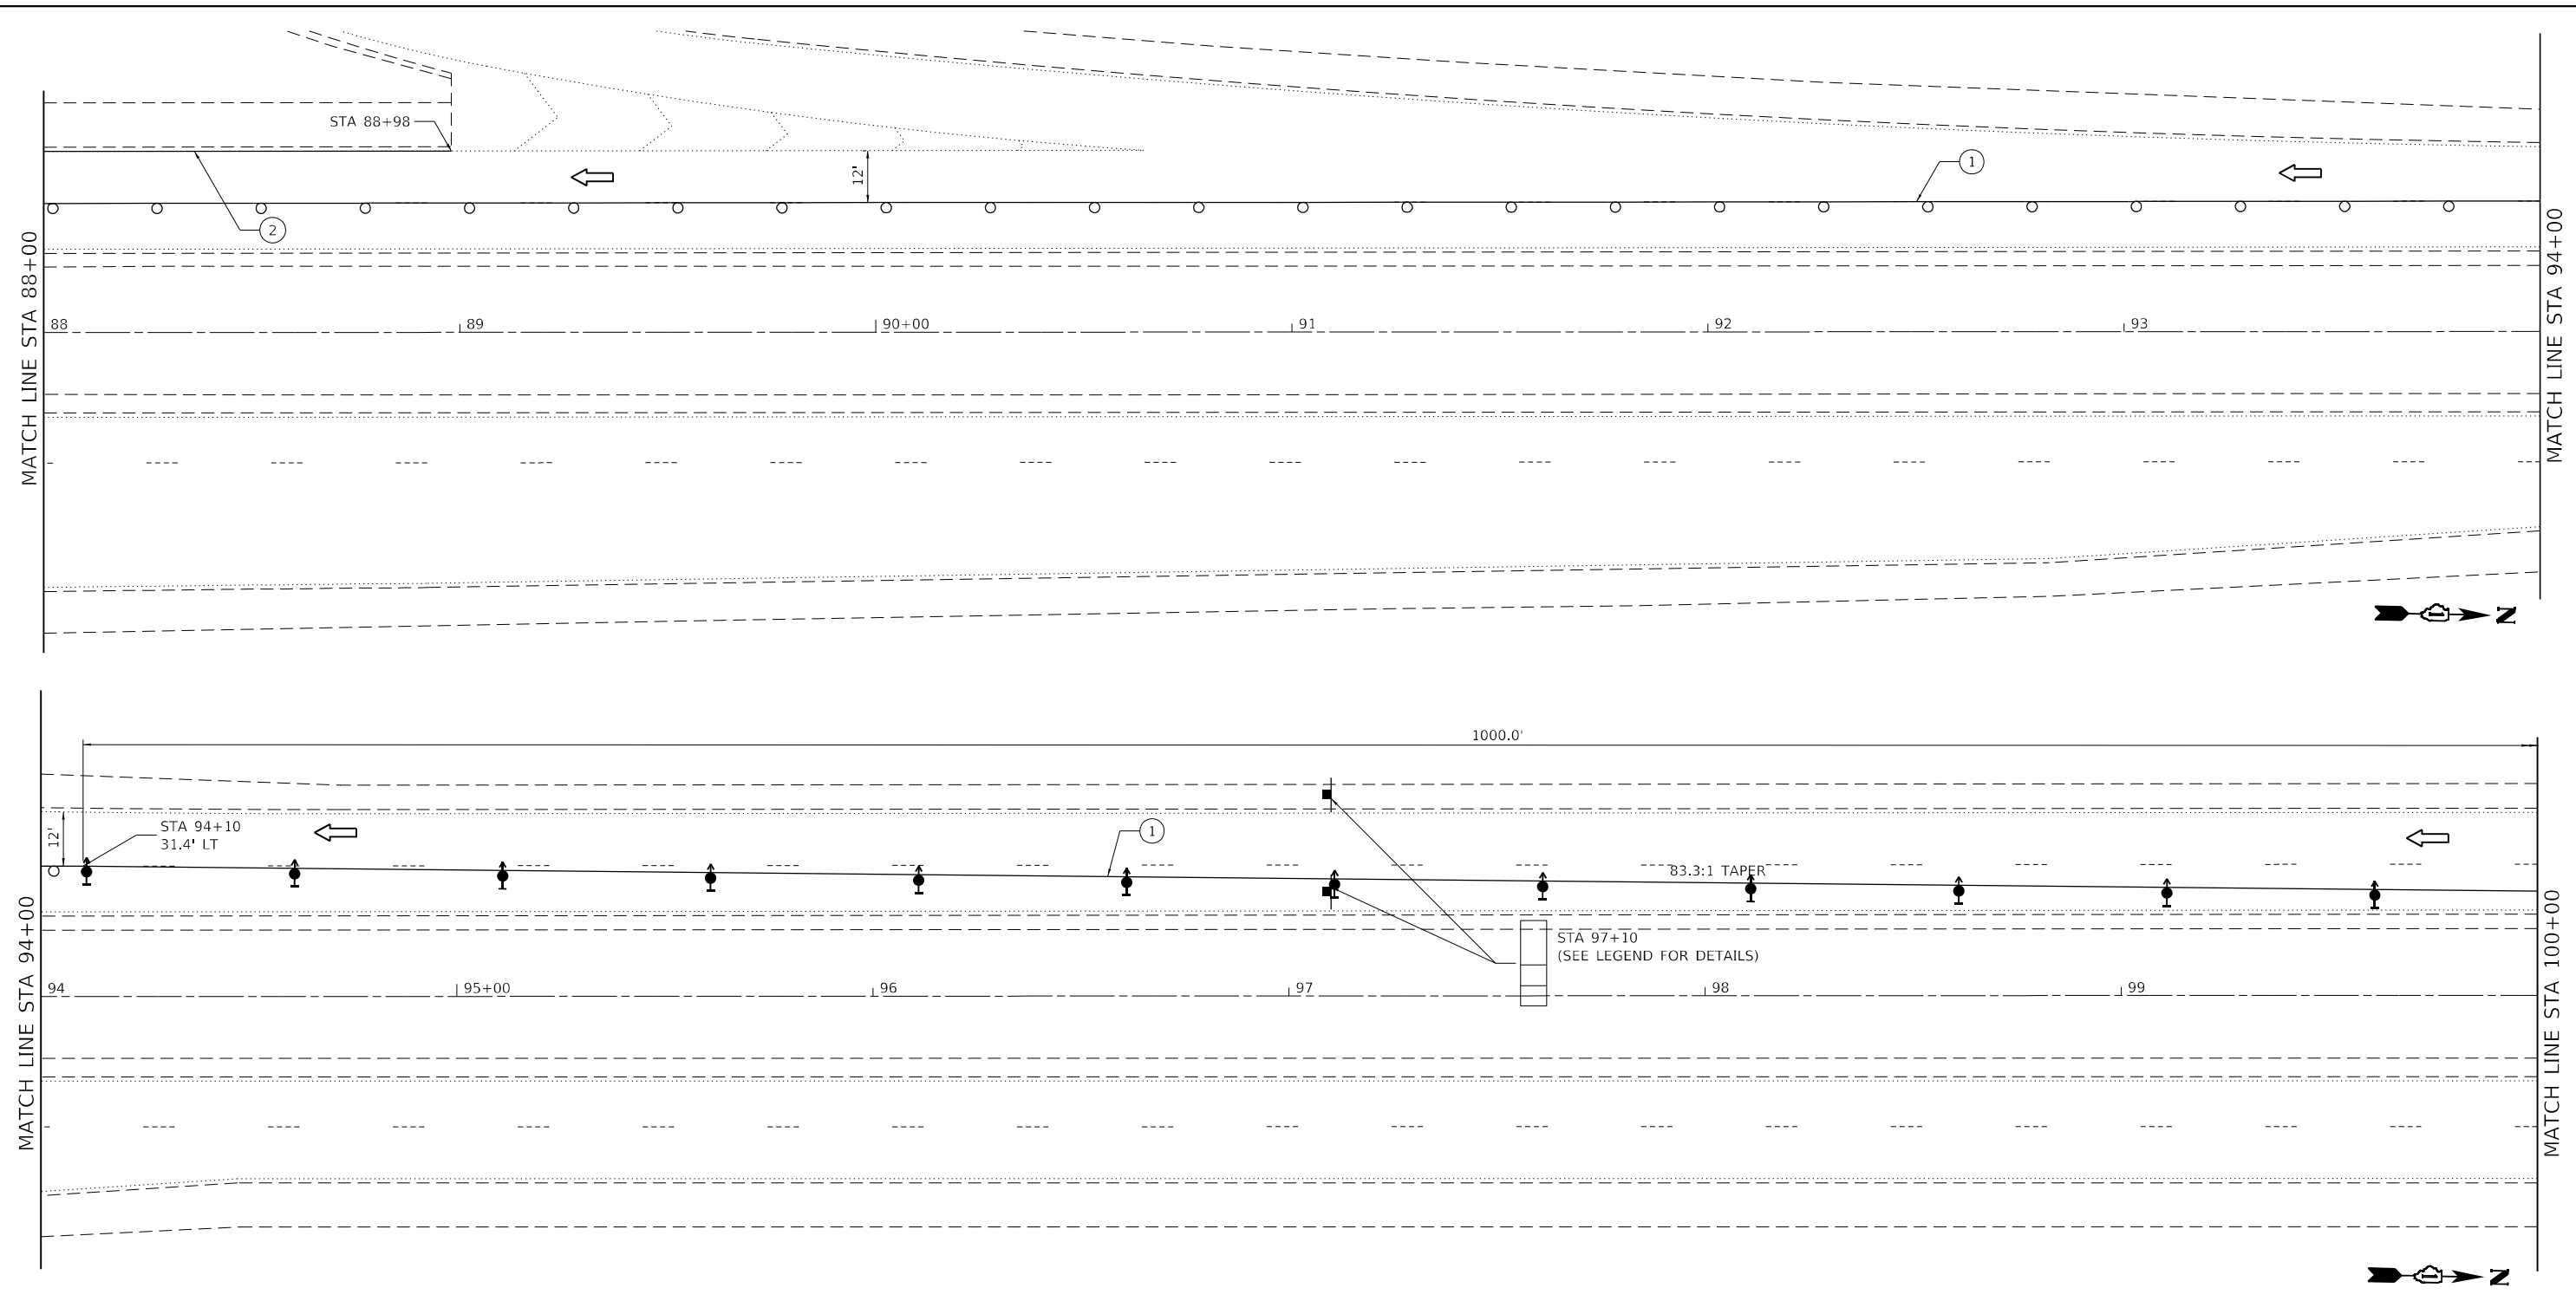 STA 88+98
12'
1
2
MATCH LINE STA 88+00
MATCH LINE STA 94+00
88
89
90+00
91
92
93
N
1000.0'
12'
STA 94+10
31.4' LT
1
83.3:1 TAPER
STA 97+10
(SEE LEGEND FOR DETAILS)
MATCH LINE STA 94+00
MATCH LINE STA 100+00
94
95+00
96
97
98
99
N